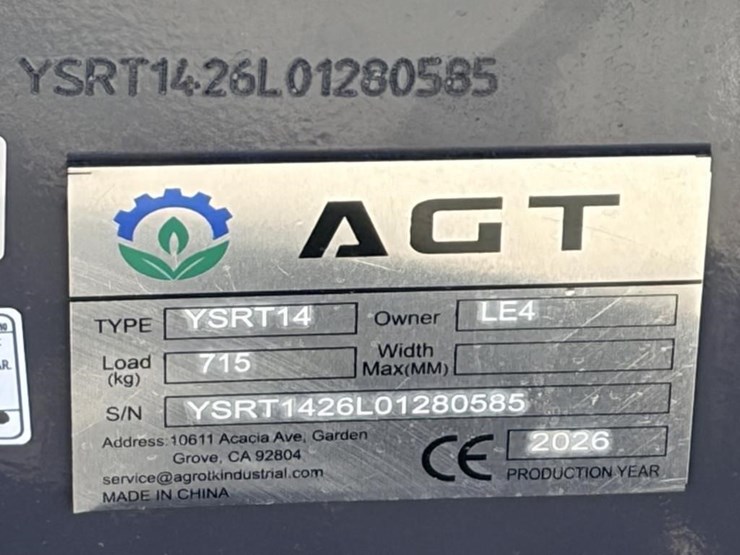 YSRT1426L01280585
AGT
TYPE YSRT14 Owner LE4
Load (kg) 715 Width Max(MM)
S/N YSRT1426L01280585
Address:10611 Acacia Ave, Garden
Grove, CA 92804
service@agrotkindustrial.com
MADE IN CHINA
CE 2026
PRODUCTION YEAR